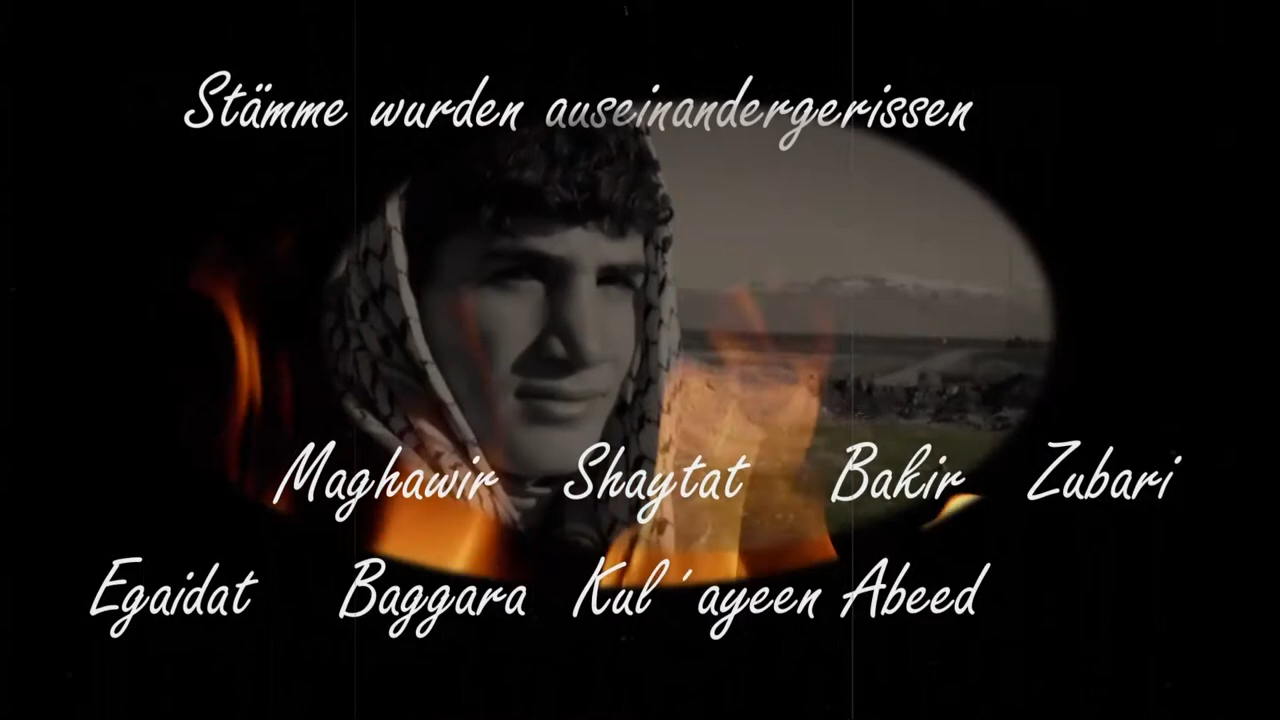 Stämme wurden auseinandergerissen
Maghawir Shaytat Bakir Zubari
Egaidat Baggara Kul´ayeen Abeed